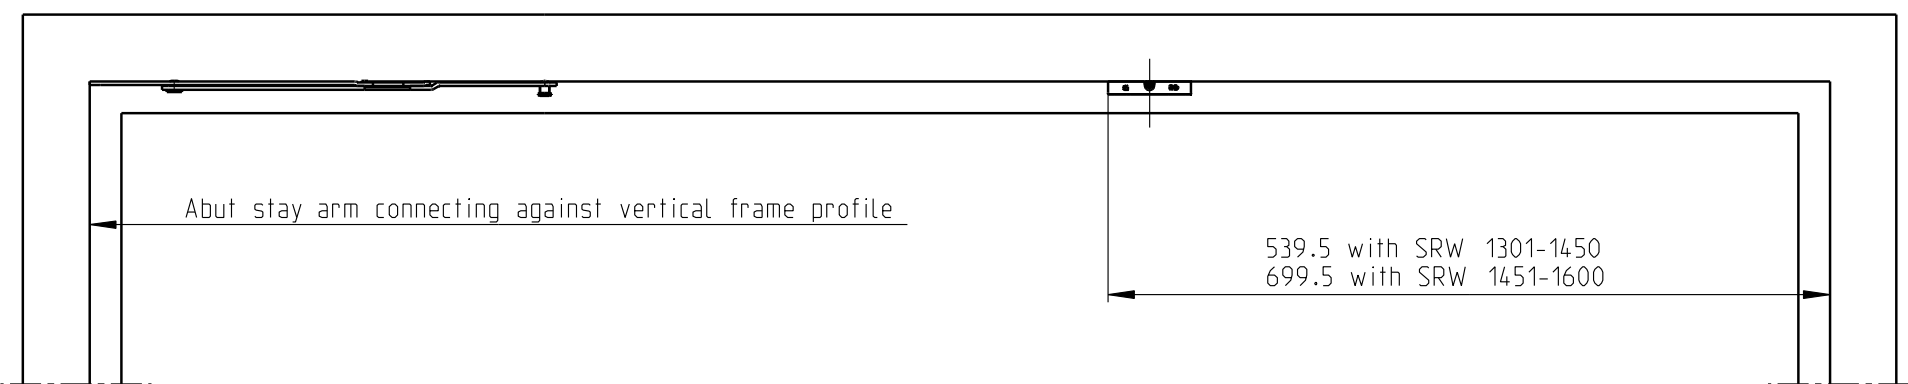 Abut stay arm connecting against vertical frame profile
539.5 with SRW 1301-1450
699.5 with SRW 1451-1600